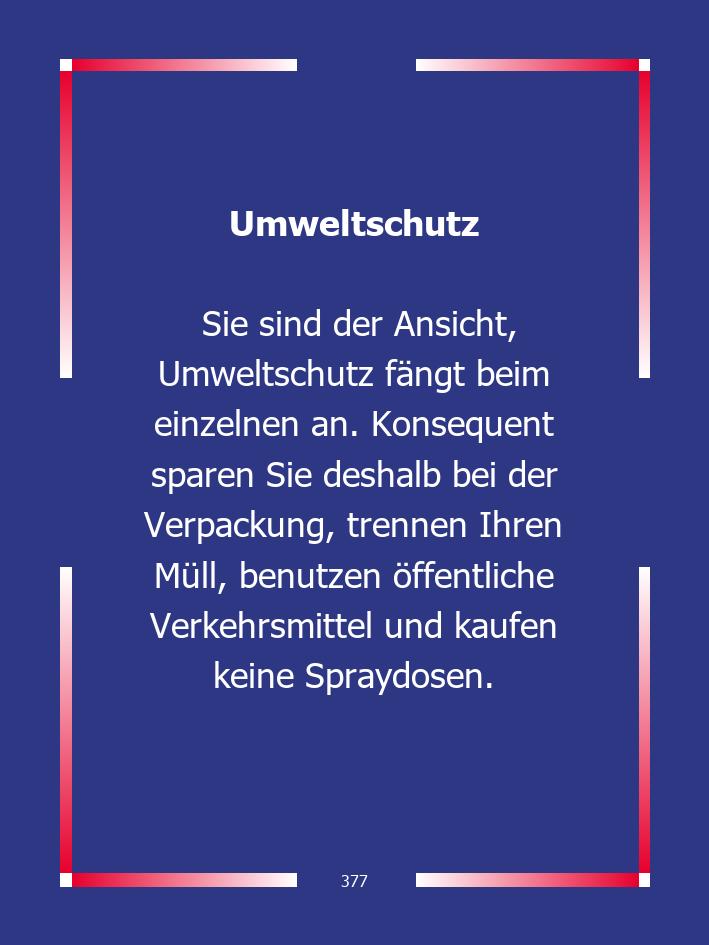 Umweltschutz
Sie sind der Ansicht,
Umweltschutz fängt beim
einzelnen an. Konsequent
sparen Sie deshalb bei der
Verpackung, trennen Ihren
Müll, benutzen öffentliche
Verkehrsmittel und kaufen
keine Spraydosen.
377